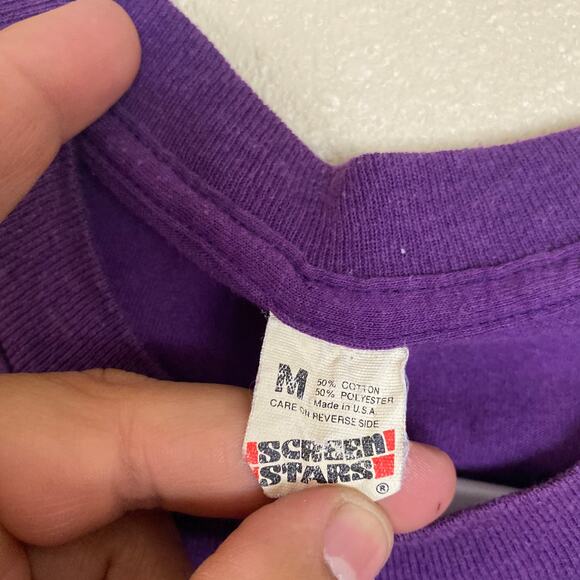 M
50% COTTON
50% POLYESTER
Made in U.S.A.
CARE ON REVERSE SIDE
SCREEN
STARS
®